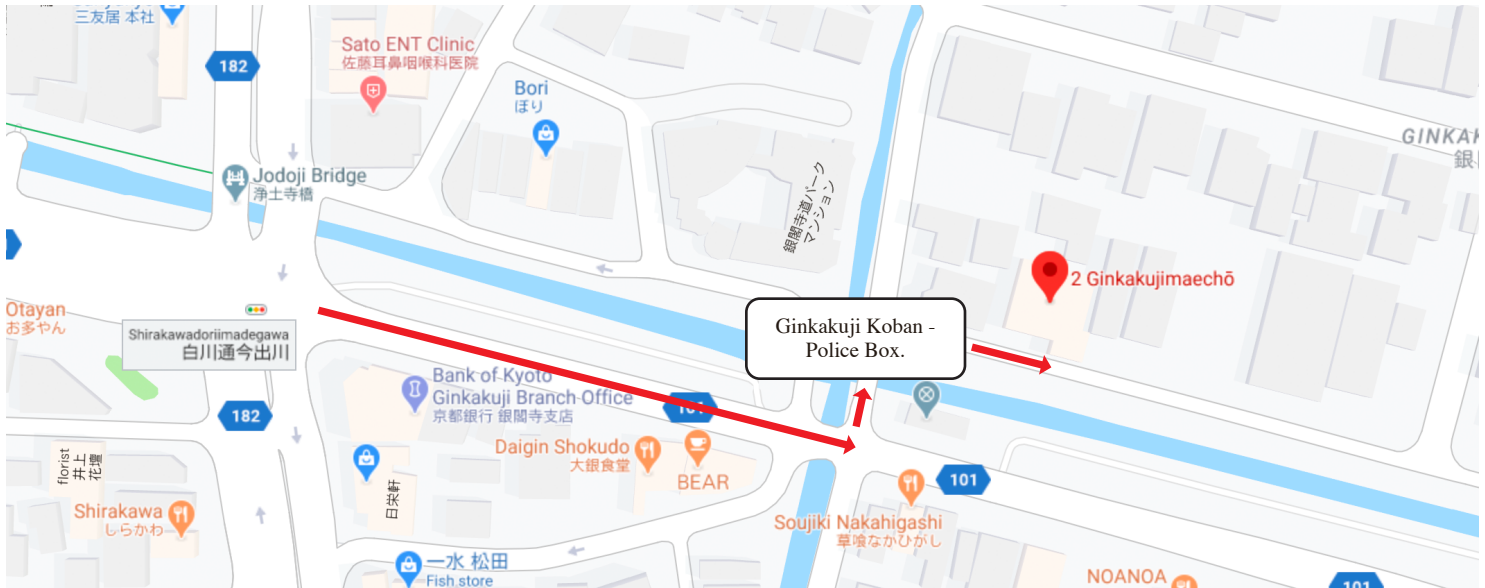 三友居 本社
182
Sato ENT Clinic
佐藤耳鼻咽喉科医院
Bori
ほり
GINKAK
銀
Jodoji Bridge
浄土寺橋
銀閣寺道パーク
マンション
2 Ginkakujimaechō
Otayan
お多やん
Shirakawadoriimadegawa
白川通今出川
Ginkakuji Koban -
Police Box.
Bank of Kyoto
Ginkakuji Branch Office
京都銀行 銀閣寺支店
101
182
Daigin Shokudo
大銀食堂
BEAR
florist
井上
花壇
日栄軒
101
Shirakawa
しらかわ
Soujiki Nakahigashi
草喰なかひがし
一水 松田
Fish store
NOANOA
101